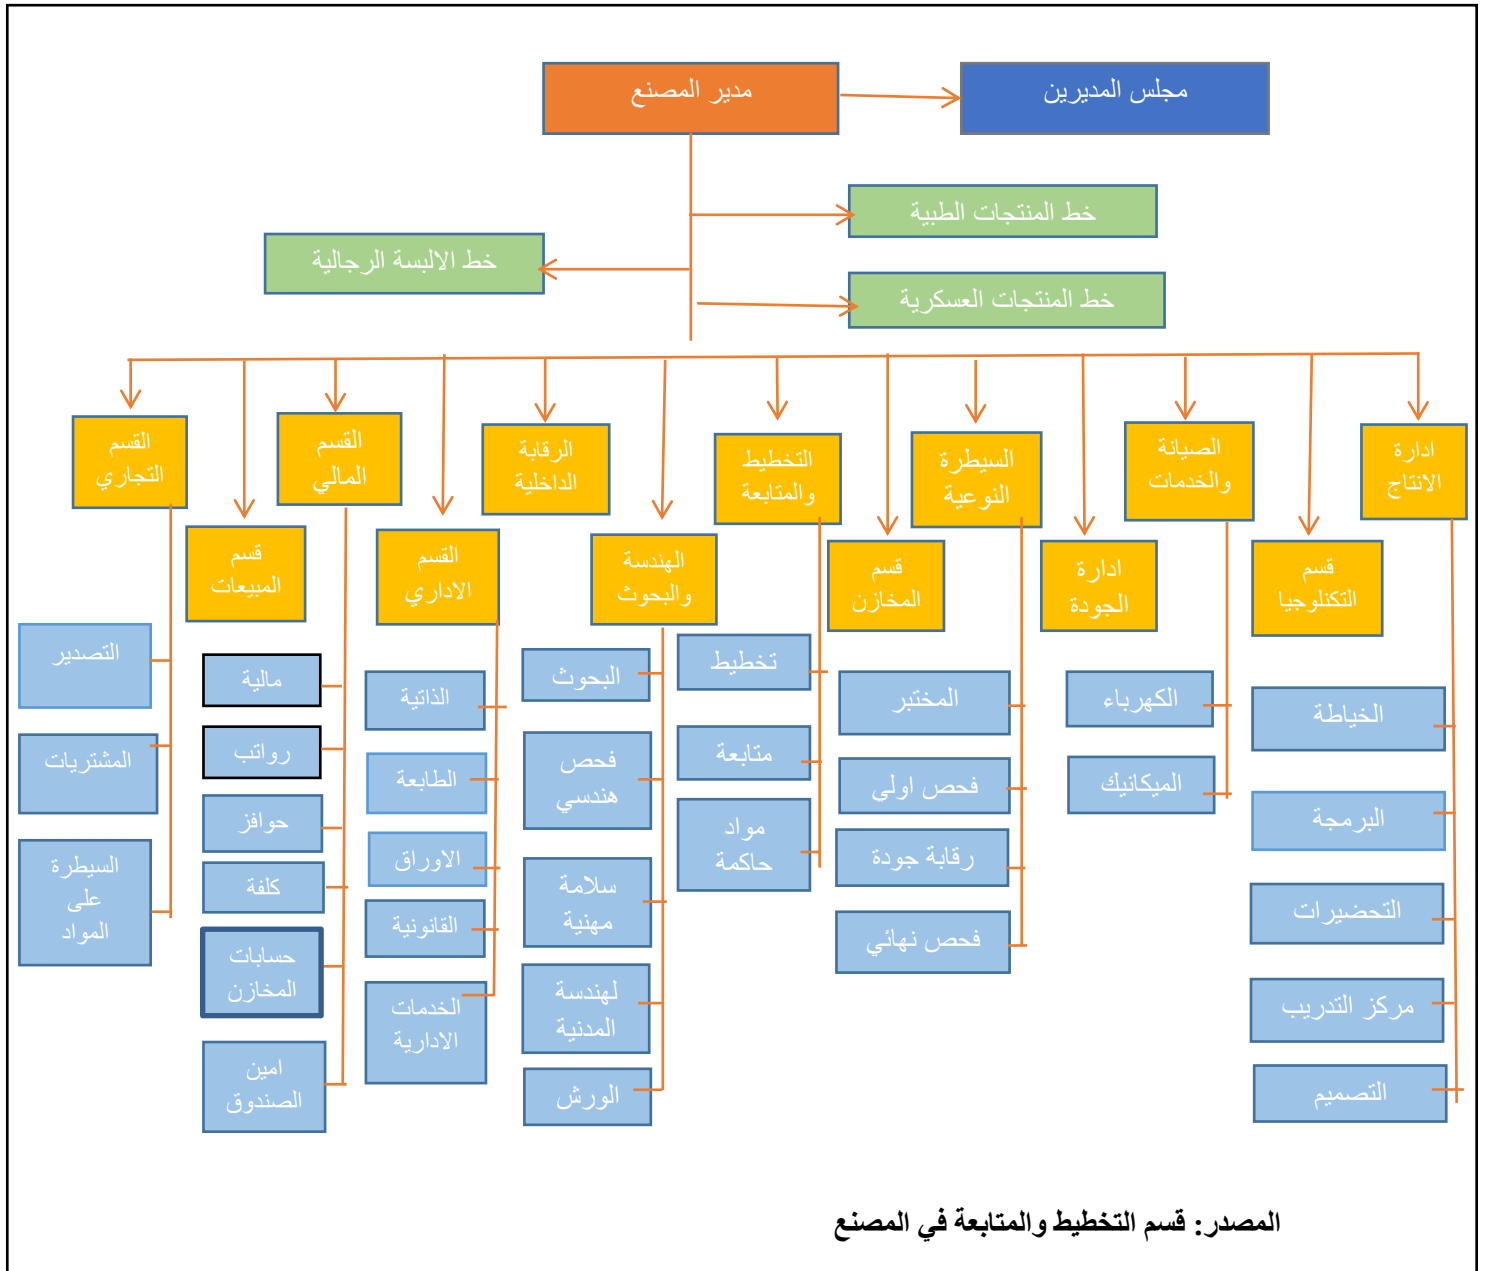 مدير المصنع
مجلس المديرين
خط المنتجات الطبية
خط الالبسة الرجالية
خط المنتجات العسكرية
ادارة
الانتاج
قسم
التكنلوجيا
الصيانة
والخدمات
ادارة
الجودة
السيطرة
النوعية
قسم
المخازن
التخطيط
والمتابعة
الهندسة
والبحوث
الرقابة
الداخلية
القسم
الاداري
القسم
المالي
قسم
المبيعات
القسم
التجاري
الخياطة
البرمجة
التحضيرات
مركز التدريب
التصميم
الكهرباء
الميكانيك
المختبر
فحص اولي
رقابة جودة
فحص نهائي
تخطيط
متابعة
مواد
حاكمة
البحوث
فحص
هندسي
سلامة
مهنية
لهندسة
المدنية
الورش
الذاتية
الطابعة
الاوراق
القانونية
الخدمات
الادارية
مالية
رواتب
حوافز
كلفة
حسابات
المخازن
امين
الصندوق
التصدير
المشتريات
السيطرة
على
المواد
المصدر: قسم التخطيط والمتابعة في المصنع